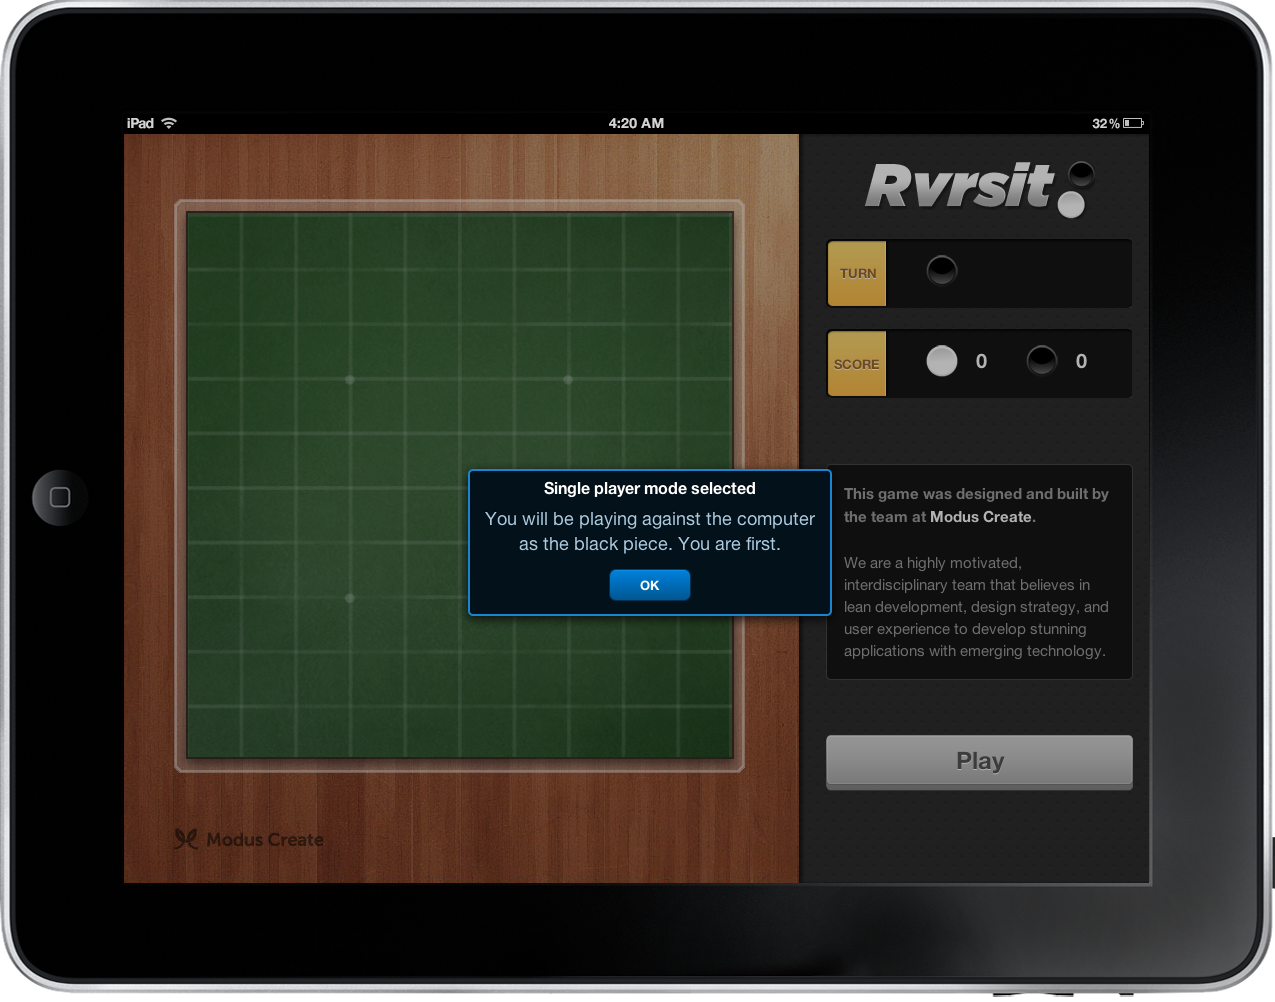 iPad
4:20 AM
32%
Rvrsit
TURN
SCORE
0
0
Single player mode selected
You will be playing against the computer
as the black piece. You are first.
OK
This game was designed and built by
the team at Modus Create.
We are a highly motivated,
interdisciplinary team that believes in
lean development, design strategy, and
user experience to develop stunning
applications with emerging technology.
Play
Modus Create